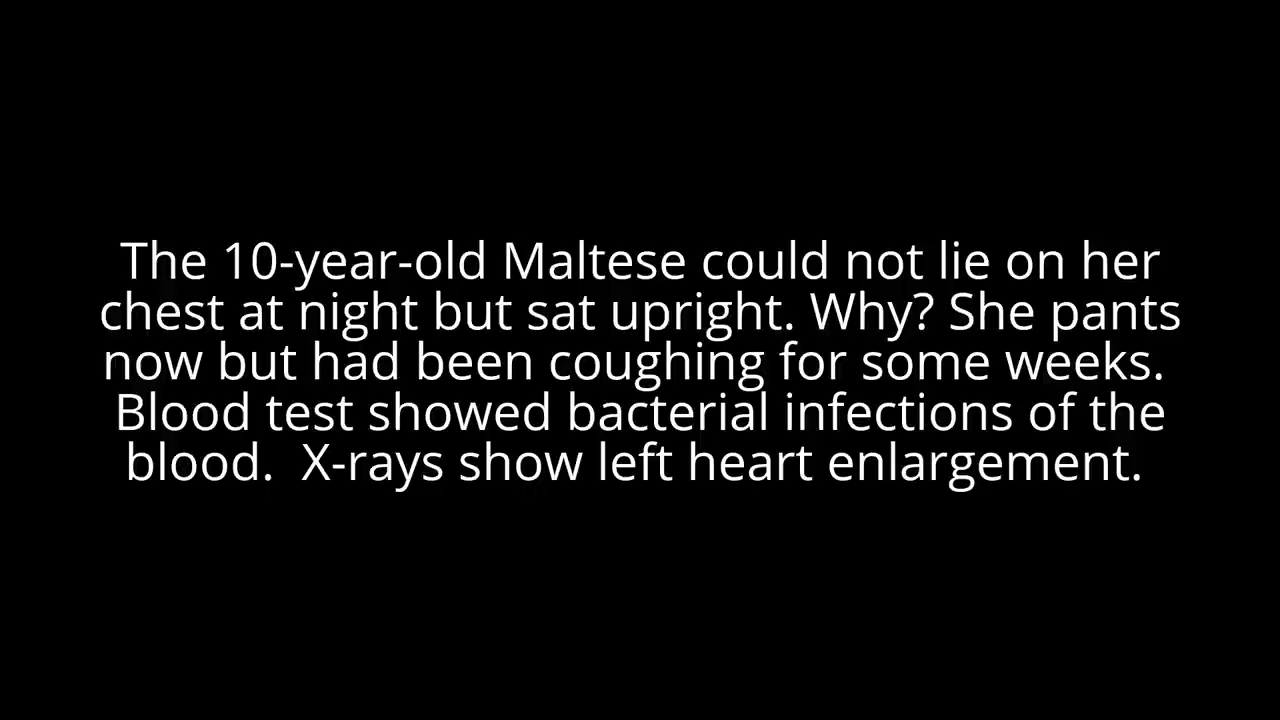 The 10-year-old Maltese could not lie on her
chest at night but sat upright. Why? She pants
now but had been coughing for some weeks.
Blood test showed bacterial infections of the
blood.  X-rays show left heart enlargement.